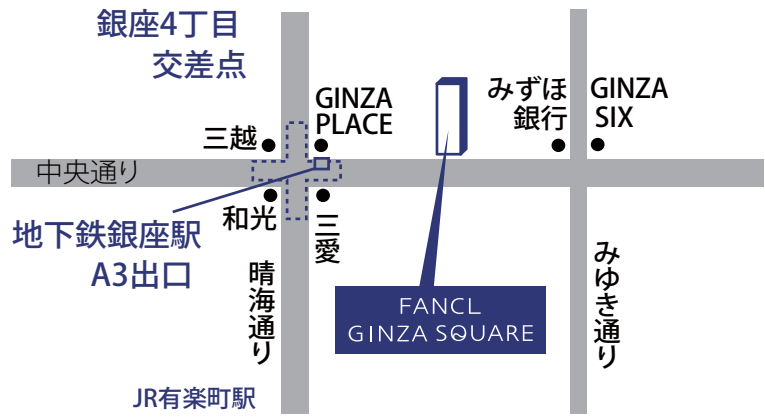 銀座4丁目
交差点
GINZA
PLACE
みずほ
銀行
GINZA
SIX
三越
中央通り
和光
三愛
地下鉄銀座駅
A3出口
晴海通り
みゆき通り
FANCL
GINZA SQUARE
JR有楽町駅